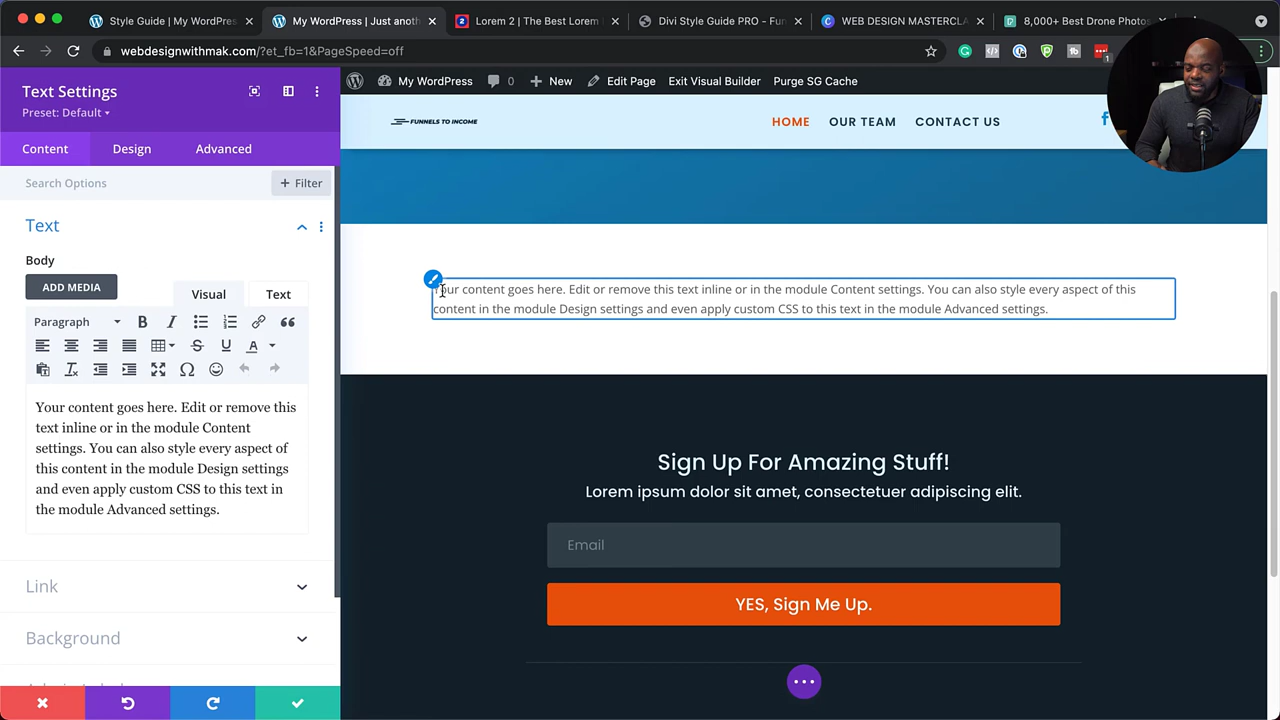 Style Guide | My WordPress
My WordPress | Just anoth
Lorem 2 | The Best Lorem
Divi Style Guide PRO - Fun
WEB DESIGN MASTERCLA
8,000+ Best Drone Photos
webdesignwithmak.com/?et_fb=1&PageSpeed=off
1
Text Settings
Preset: Default
My WordPress
0
New
Edit Page
Exit Visual Builder
Purge SG Cache
Content
Design
Advanced
FUNNELS TO INCOME
HOME
OUR TEAM
CONTACT US
Search Options
+ Filter
Text
Body
ADD MEDIA
Visual
Text
Paragraph
Your content goes here. Edit or remove this
text inline or in the module Content
settings. You can also style every aspect of
this content in the module Design settings
and even apply custom CSS to this text in
the module Advanced settings.
Link
Background
Your content goes here. Edit or remove this text inline or in the module Content settings. You can also style every aspect of this
content in the module Design settings and even apply custom CSS to this text in the module Advanced settings.
Sign Up For Amazing Stuff!
Lorem ipsum dolor sit amet, consectetuer adipiscing elit.
Email
YES, Sign Me Up.